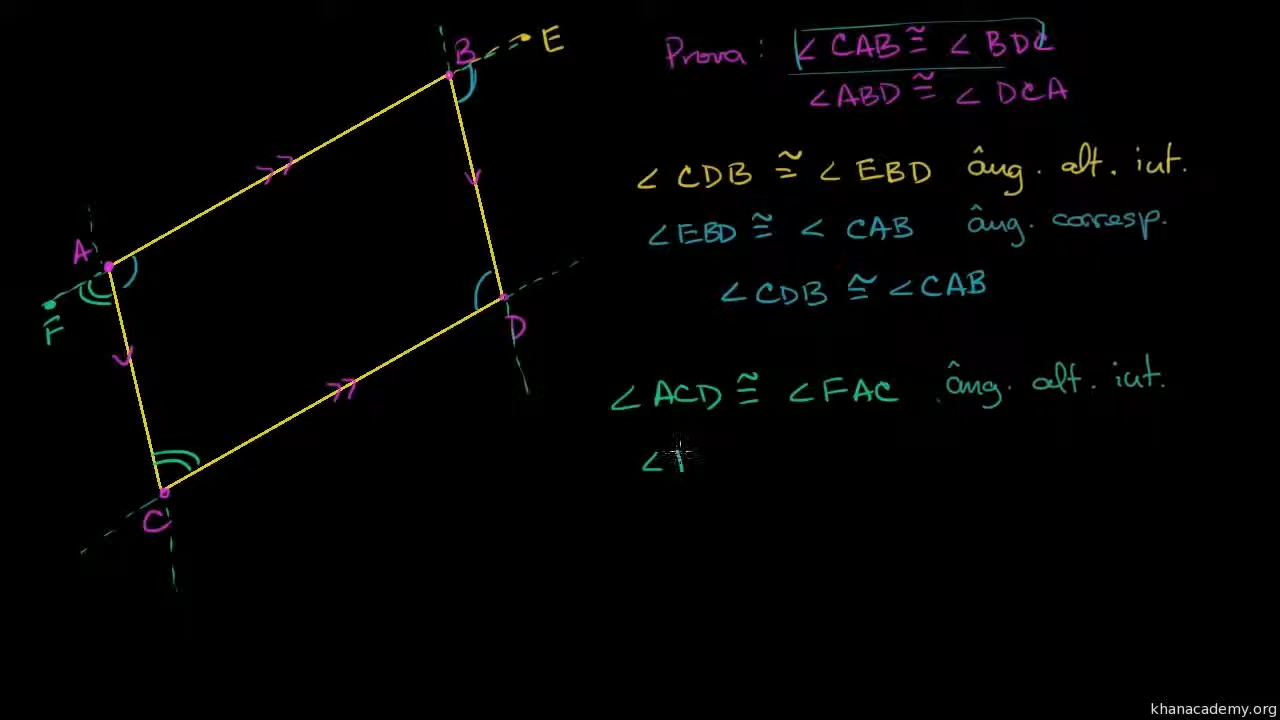 Prova : ∠ CAB ≅ ∠ BDC
∠ABD ≅ ∠ DCA
∠ CDB ≅ ∠ EBD âng. alt. int.
∠EBD ≅ ∠ CAB âng. corresp.
∠CDB ≅ ∠CAB
∠ACD ≅ ∠FAC âng. alt. int.
∠
B
E
A
F
D
C
khanacademy.org